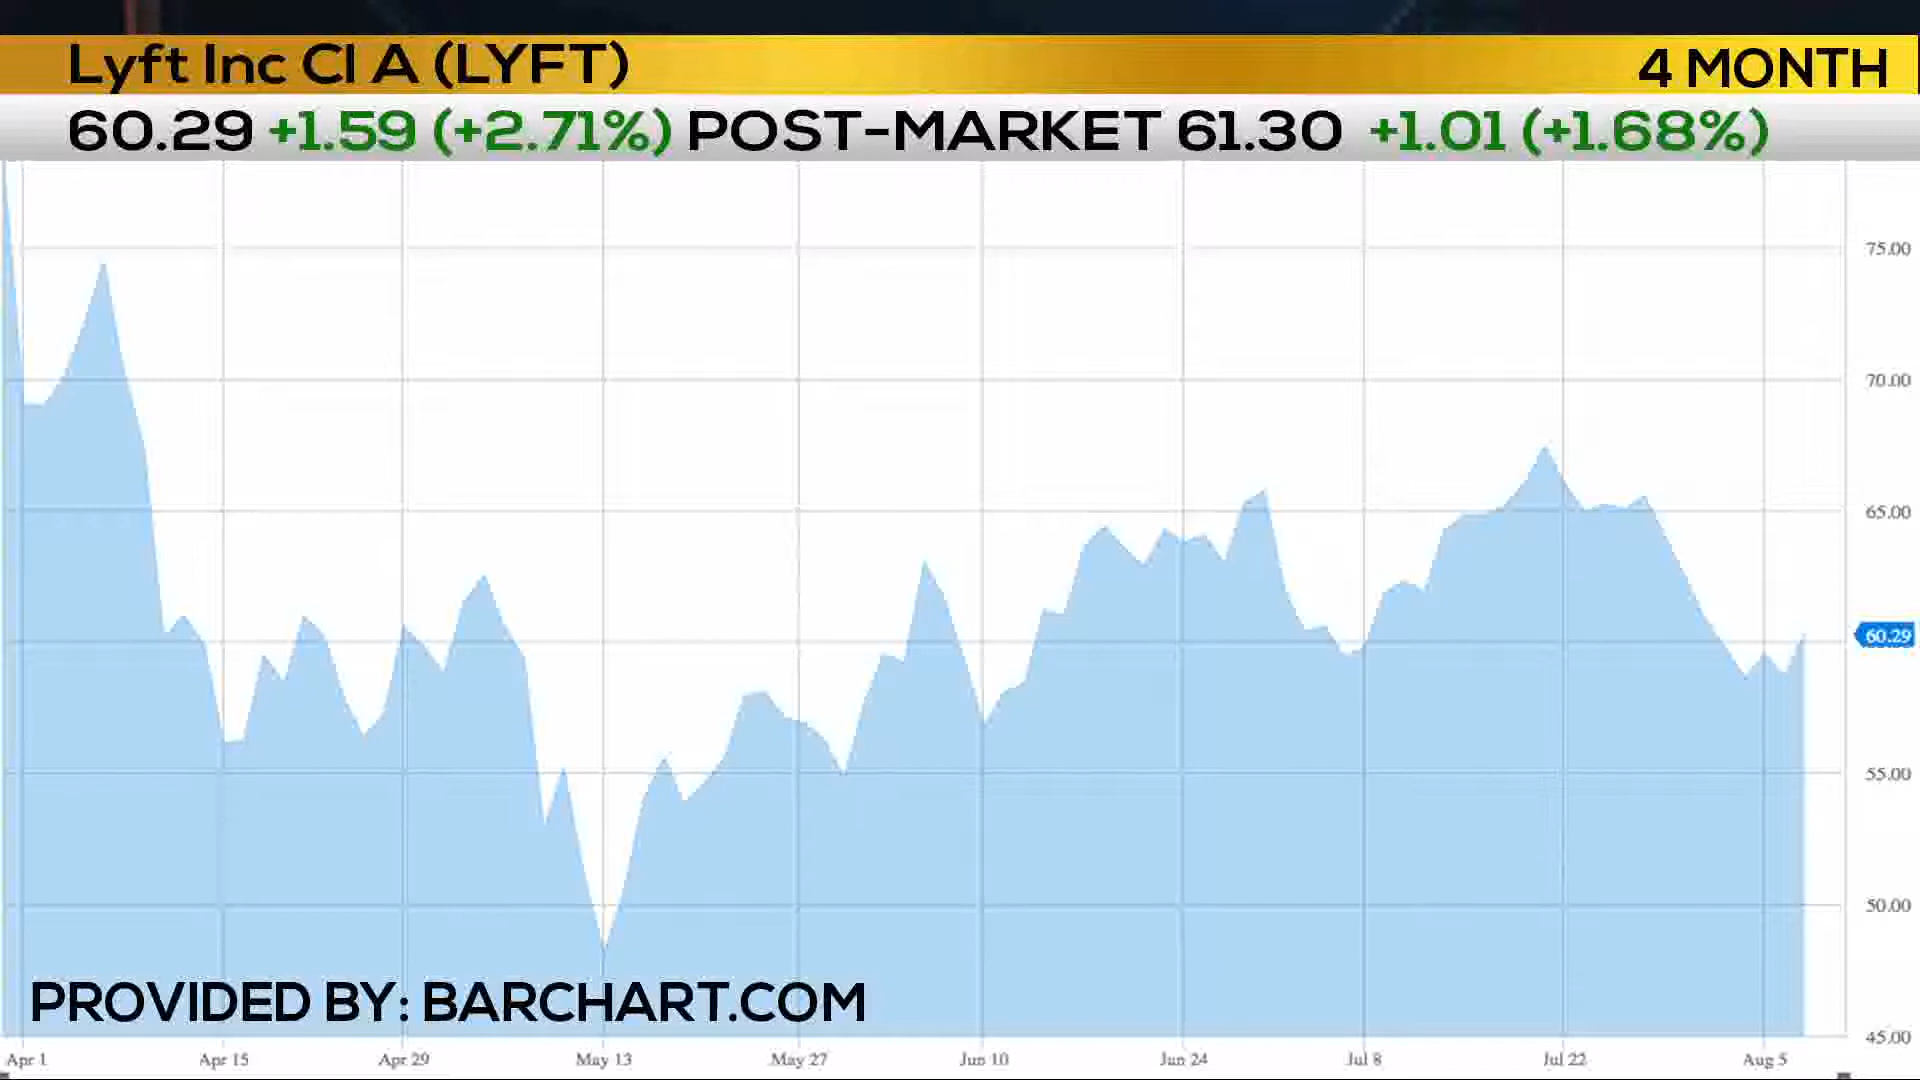 Lyft Inc Cl A (LYFT) 4 MONTH
60.29 +1.59 (+2.71%) POST-MARKET 61.30 +1.01 (+1.68%)
75.00
70.00
65.00
60.29
55.00
50.00
PROVIDED BY: BARCHART.COM
45.00
Apr 1 Apr 15 Apr 29 May 13 May 27 Jun 10 Jun 24 Jul 8 Jul 22 Aug 5